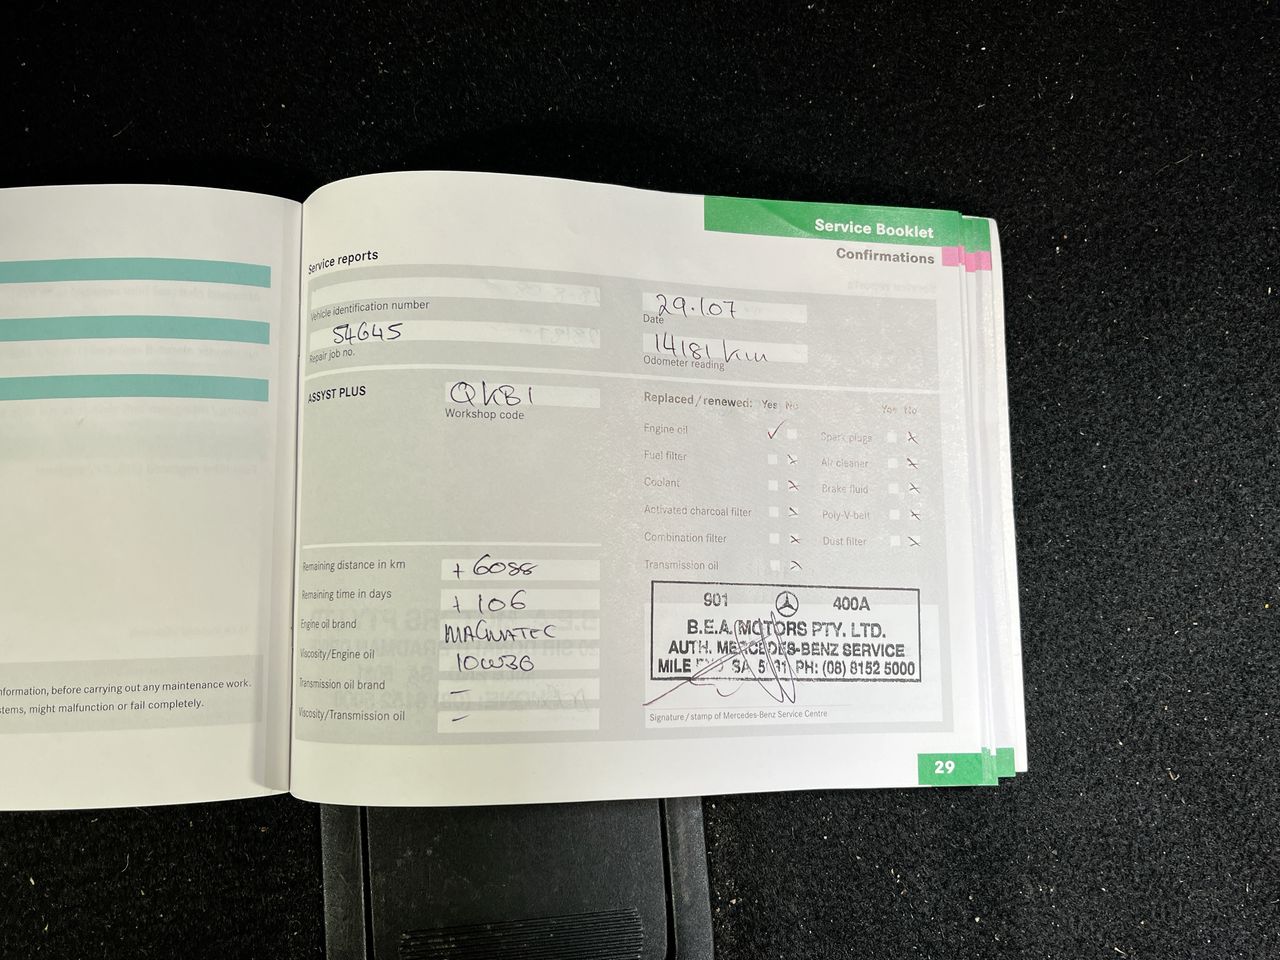 Service Booklet
Confirmations
Service reports
Vehicle identification number
54645
Repair job no.
29.107
Date
14181 km
Odometer reading
ASSYST PLUS
QKB1
Workshop code
Replaced/renewed: Yes No Yes No
Engine oil ✓ Spark plugs x
Fuel filter x Air cleaner x
Coolant x Brake fluid x
Activated charcoal filter x Poly-V-belt x
Combination filter x Dust filter x
Transmission oil x
Remaining distance in km + 6088
Remaining time in days + 106
Engine oil brand MAGNATEC
Viscosity/Engine oil 10W30
Transmission oil brand –
Viscosity/Transmission oil –
901 400A
B.E.A. MOTORS PTY. LTD.
AUTH. MERCEDES-BENZ SERVICE
MILE END SA 5031 PH: (08) 8152 5000
Signature/stamp of Mercedes-Benz Service Centre
29
nformation, before carrying out any maintenance work.
stems, might malfunction or fail completely.